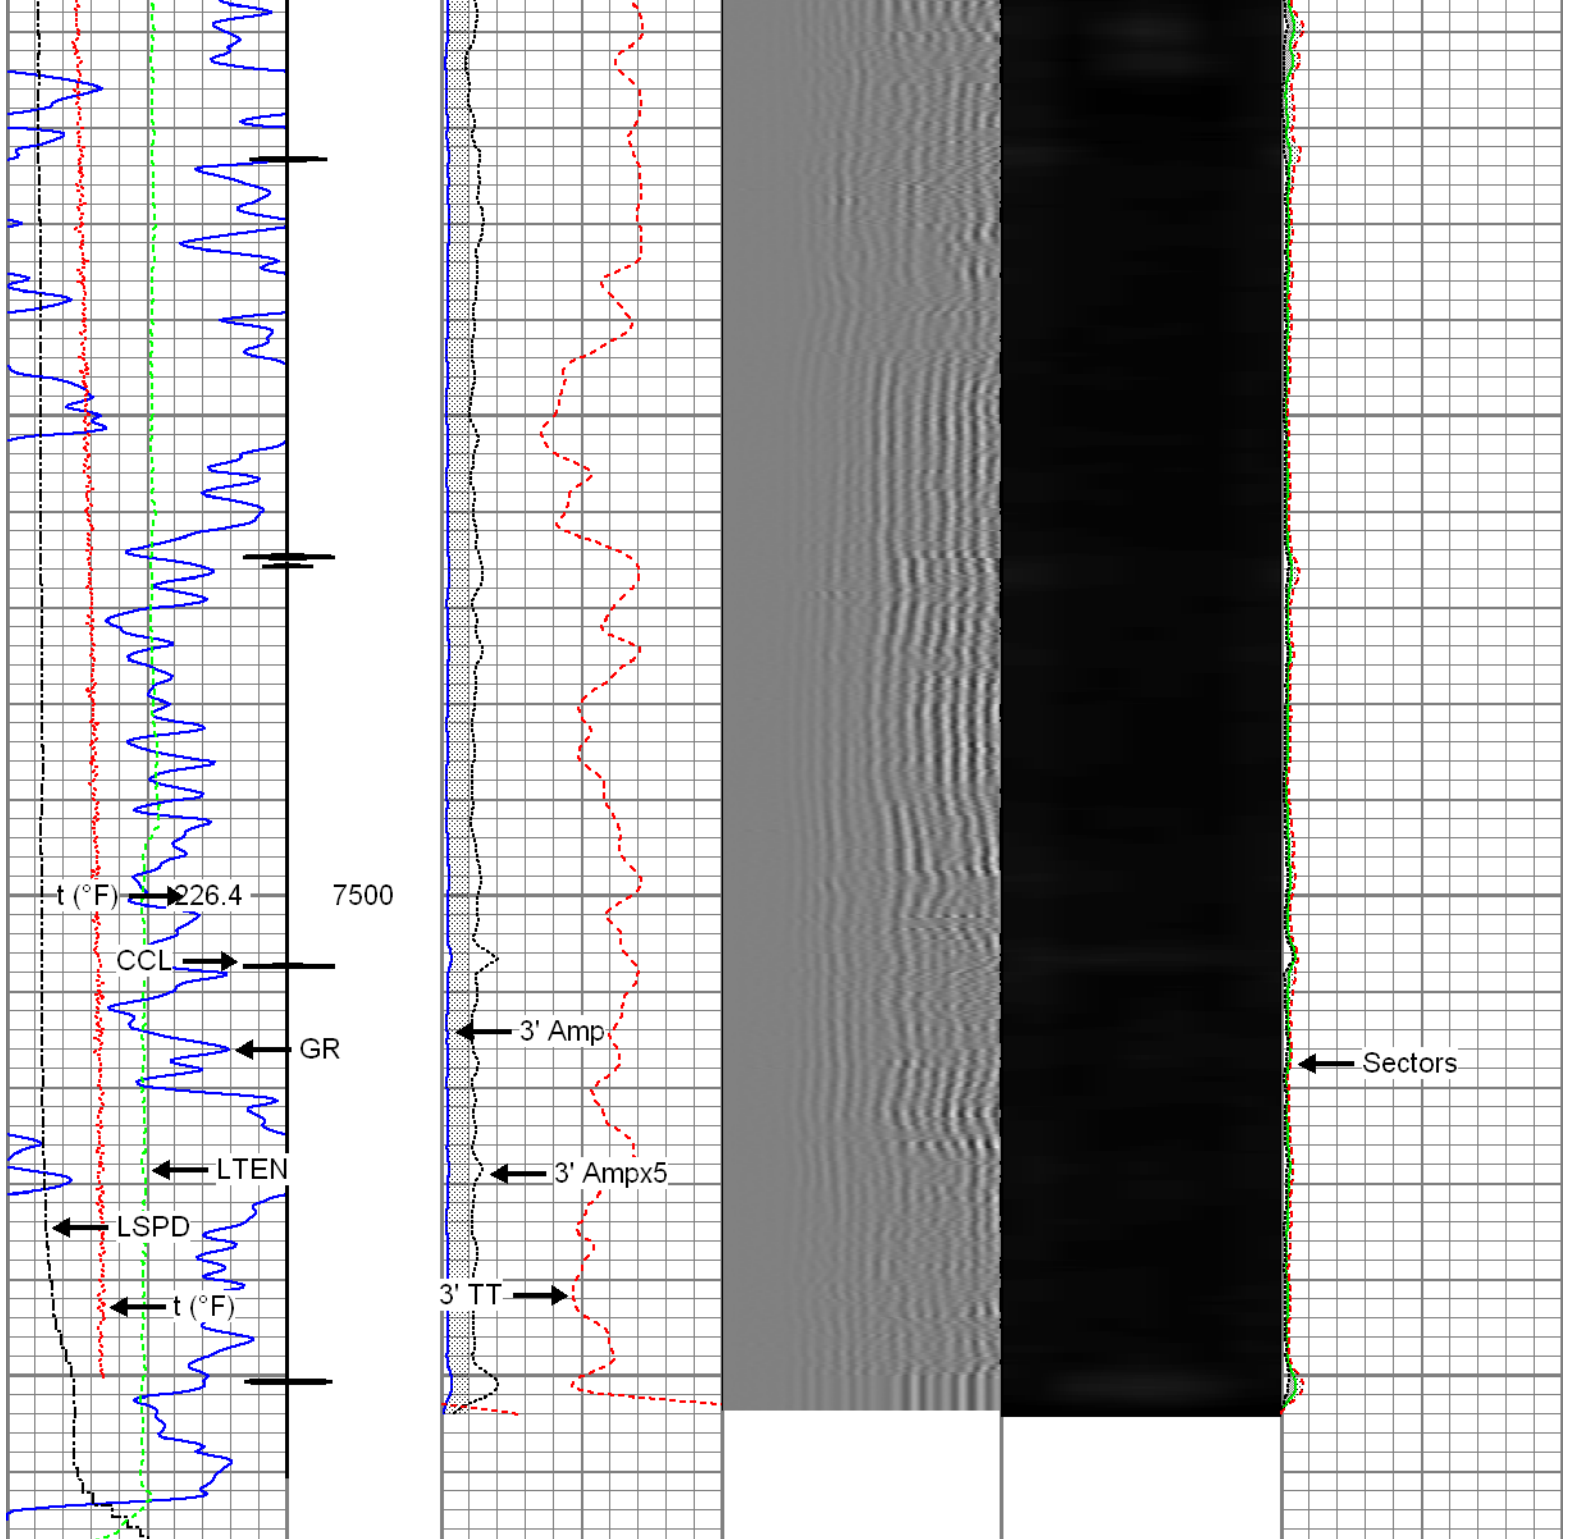 t (°F) 226.4 7500
CCL
3' Amp
GR
Sectors
LTEN
3' Ampx5
LSPD
3' TT
t (°F)